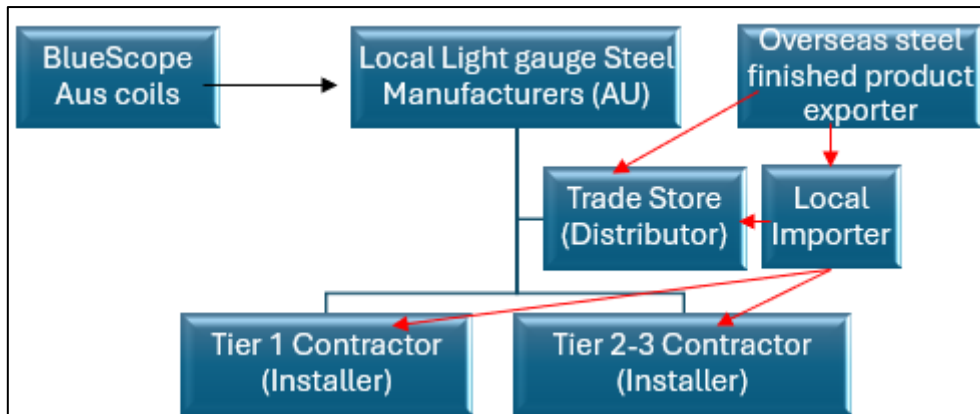 BlueScope
Aus coils
Local Light gauge Steel
Manufacturers (AU)
Overseas steel
finished product
exporter
Trade Store
(Distributor)
Local
Importer
Tier 1 Contractor
(Installer)
Tier 2-3 Contractor
(Installer)